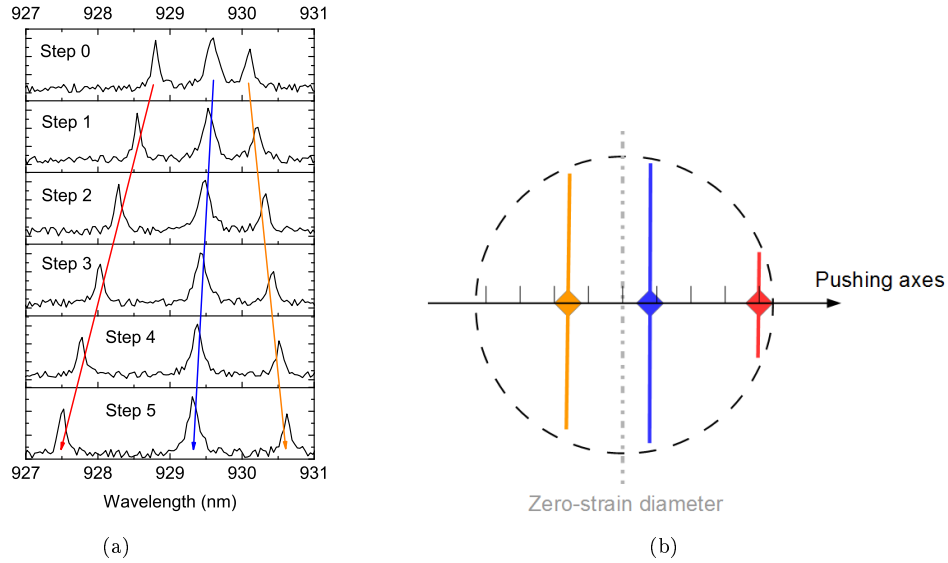 927 928 929 930 931
Step 0
Step 1
Step 2
Step 3
Step 4
Step 5
927 928 929 930 931
Wavelength (nm)
(a)
Pushing axes
Zero-strain diameter
(b)